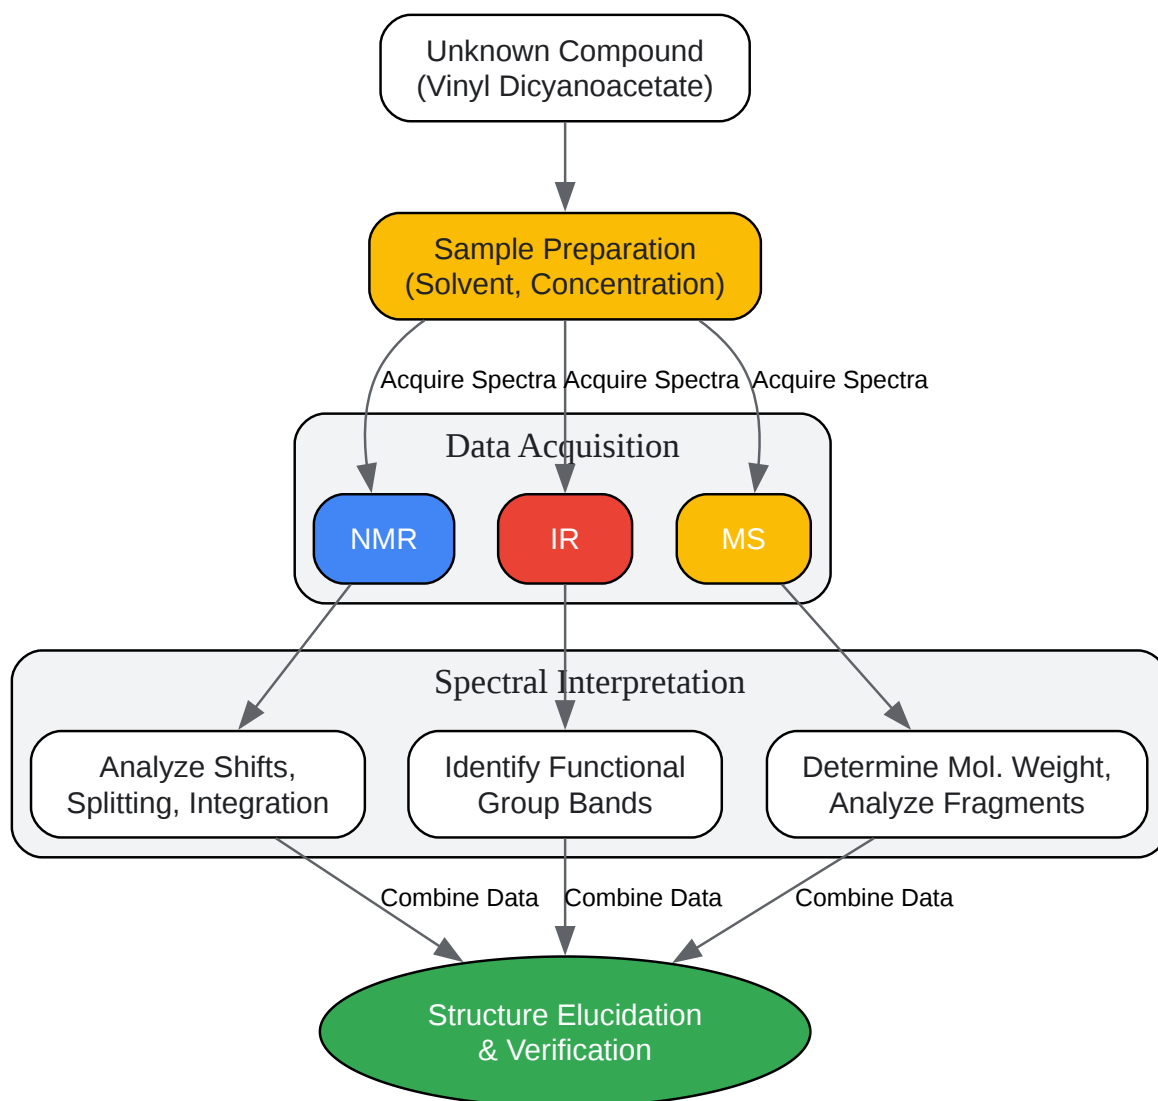 Unknown Compound
(Vinyl Dicyanoacetate)
Sample Preparation
(Solvent, Concentration)
Acquire Spectra
Acquire Spectra
Acquire Spectra
Data Acquisition
NMR
IR
MS
Spectral Interpretation
Analyze Shifts,
Splitting, Integration
Identify Functional
Group Bands
Determine Mol. Weight,
Analyze Fragments
Combine Data
Combine Data
Combine Data
Structure Elucidation
& Verification